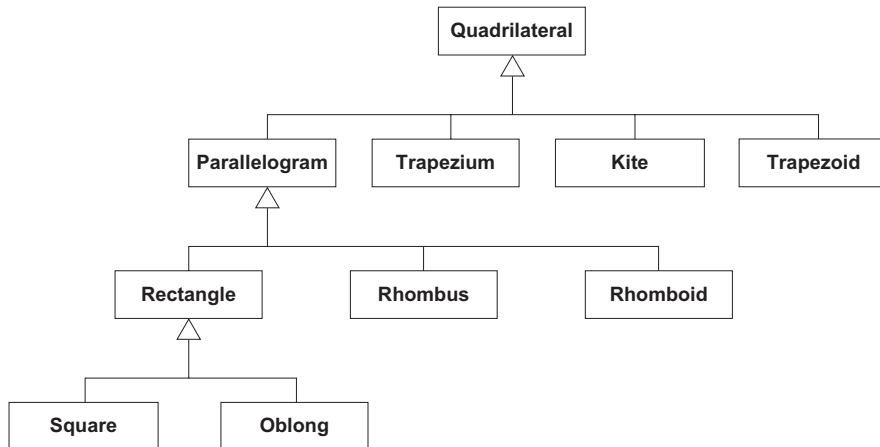 Quadrilateral
Parallelogram
Trapezium
Kite
Trapezoid
Rectangle
Rhombus
Rhomboid
Square
Oblong